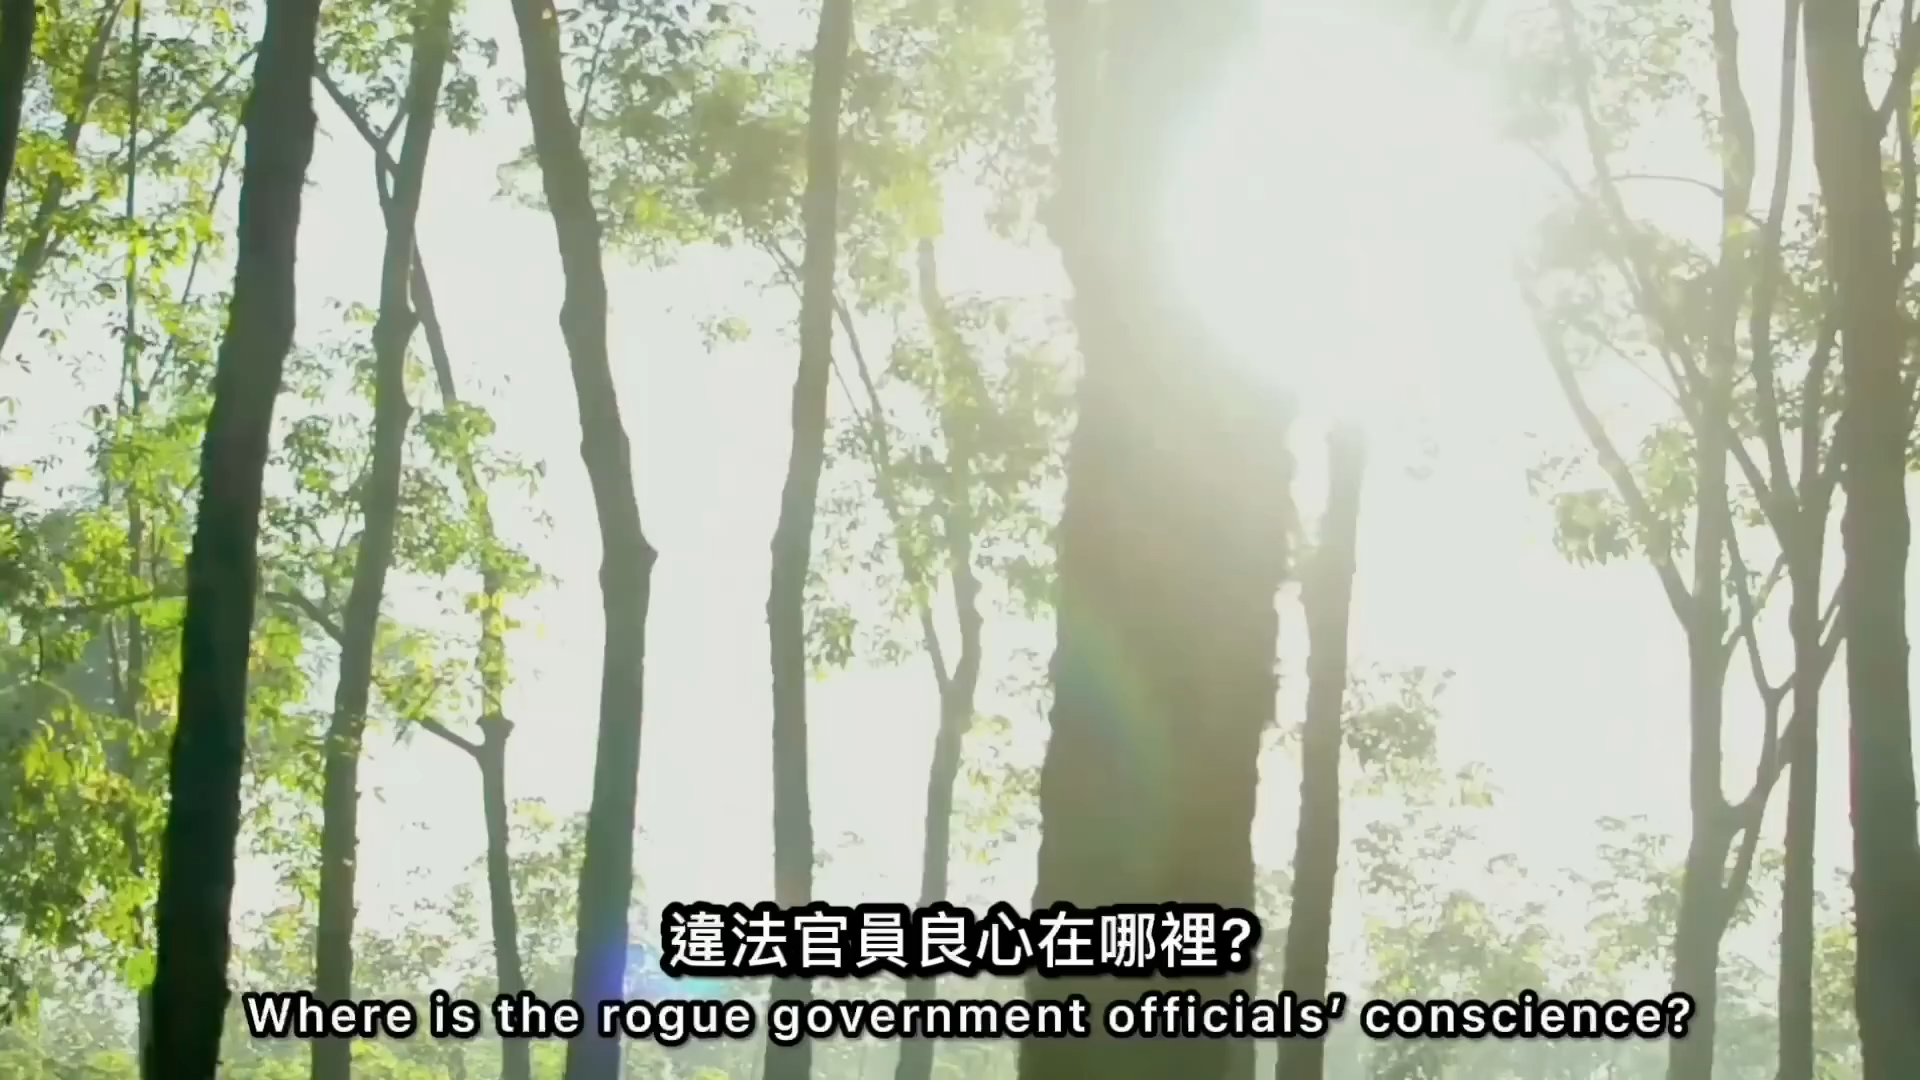 違法官員良心在哪裡?
Where is the rogue government officials’ conscience?